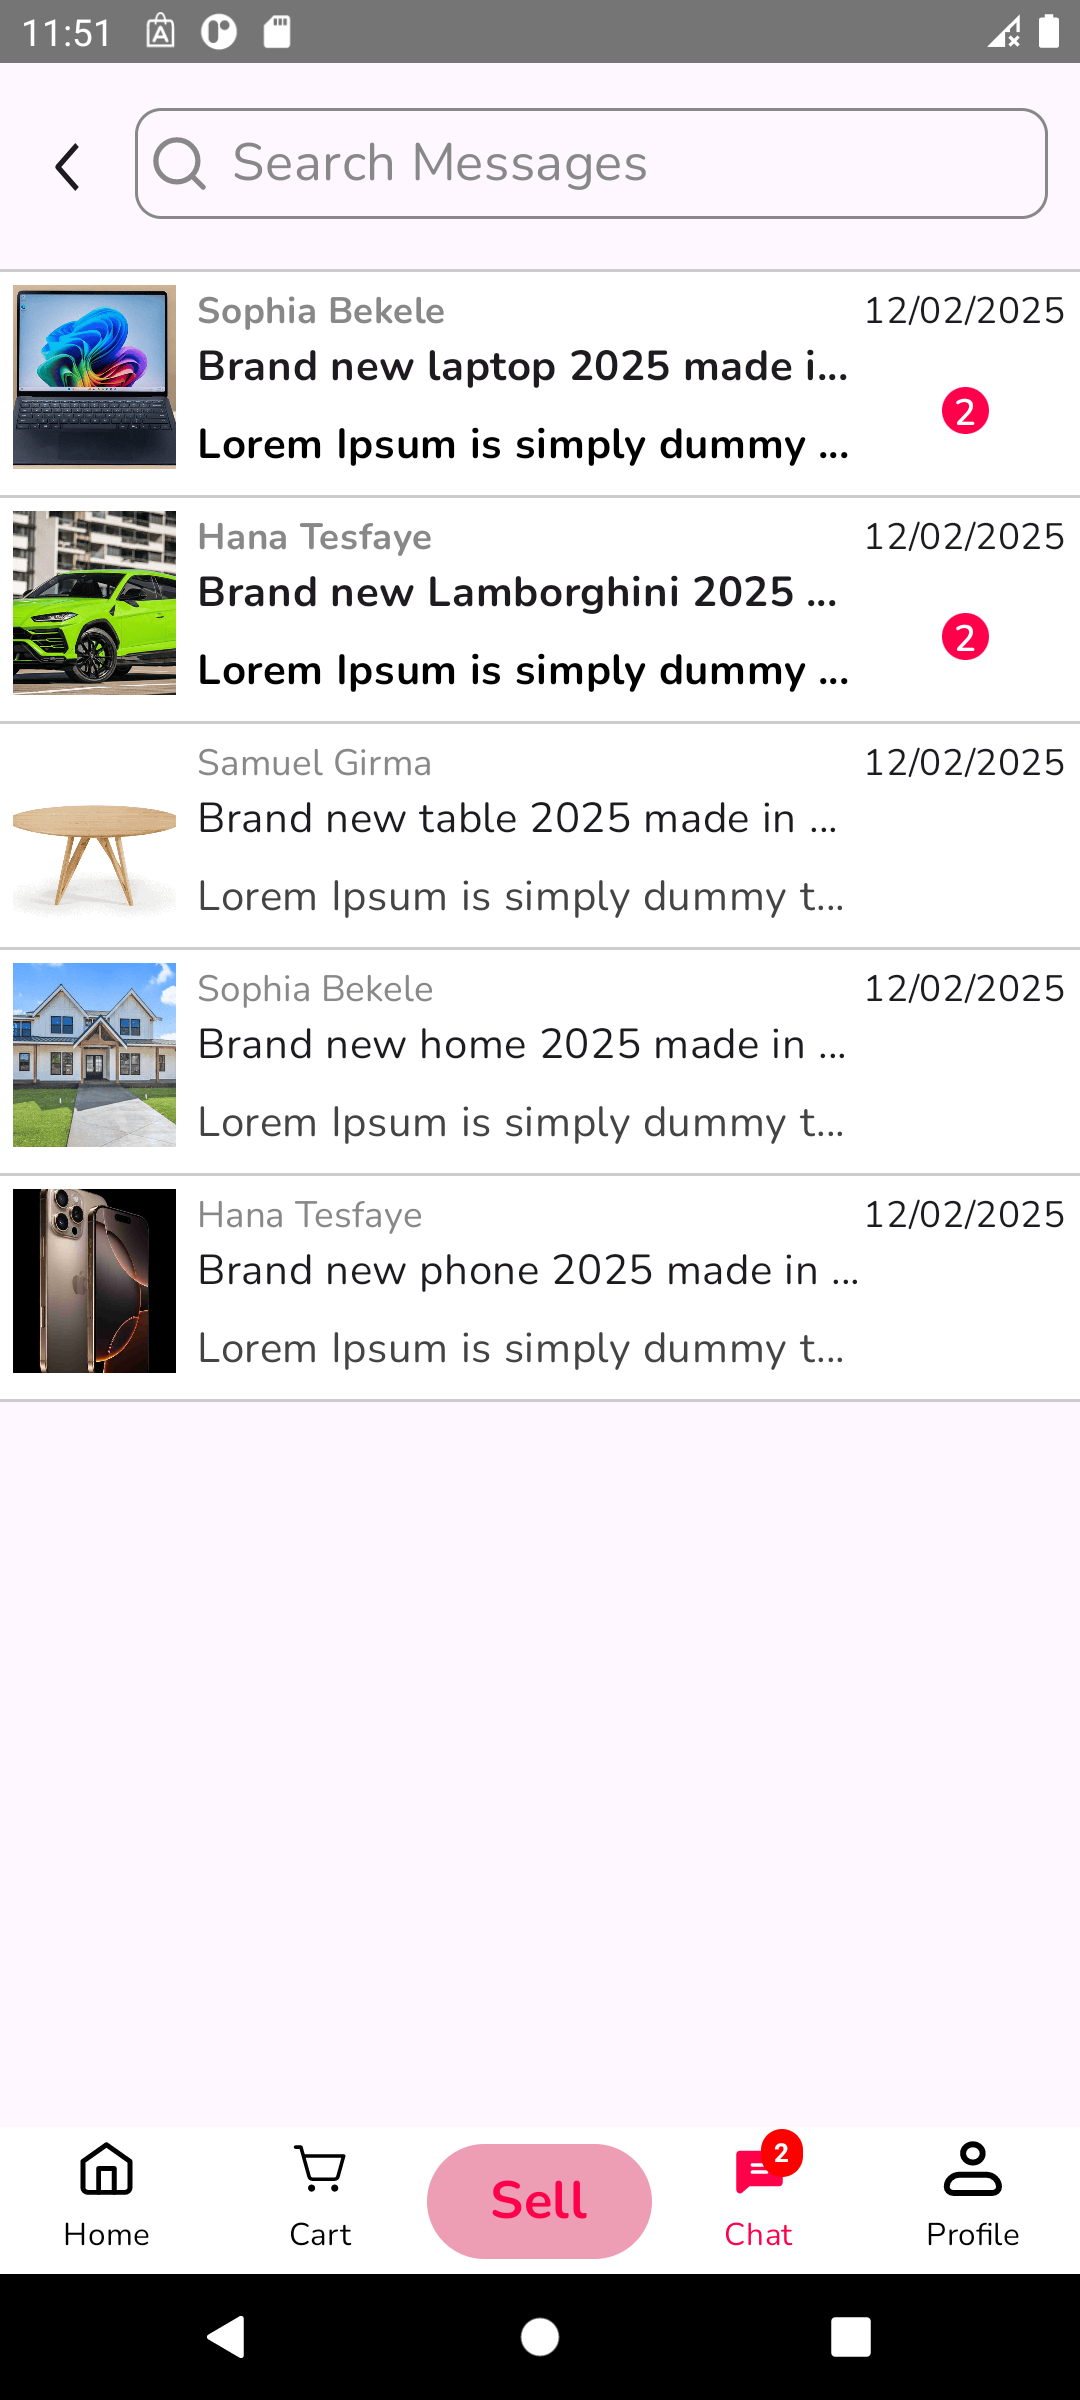 11:51
Search Messages
Sophia Bekele 12/02/2025
Brand new laptop 2025 made i...
2
Lorem Ipsum is simply dummy ...
Hana Tesfaye 12/02/2025
Brand new Lamborghini 2025 ...
2
Lorem Ipsum is simply dummy ...
Samuel Girma 12/02/2025
Brand new table 2025 made in ...
Lorem Ipsum is simply dummy t...
Sophia Bekele 12/02/2025
Brand new home 2025 made in ...
Lorem Ipsum is simply dummy t...
Hana Tesfaye 12/02/2025
Brand new phone 2025 made in ...
Lorem Ipsum is simply dummy t...
2
Home Cart Sell Chat Profile